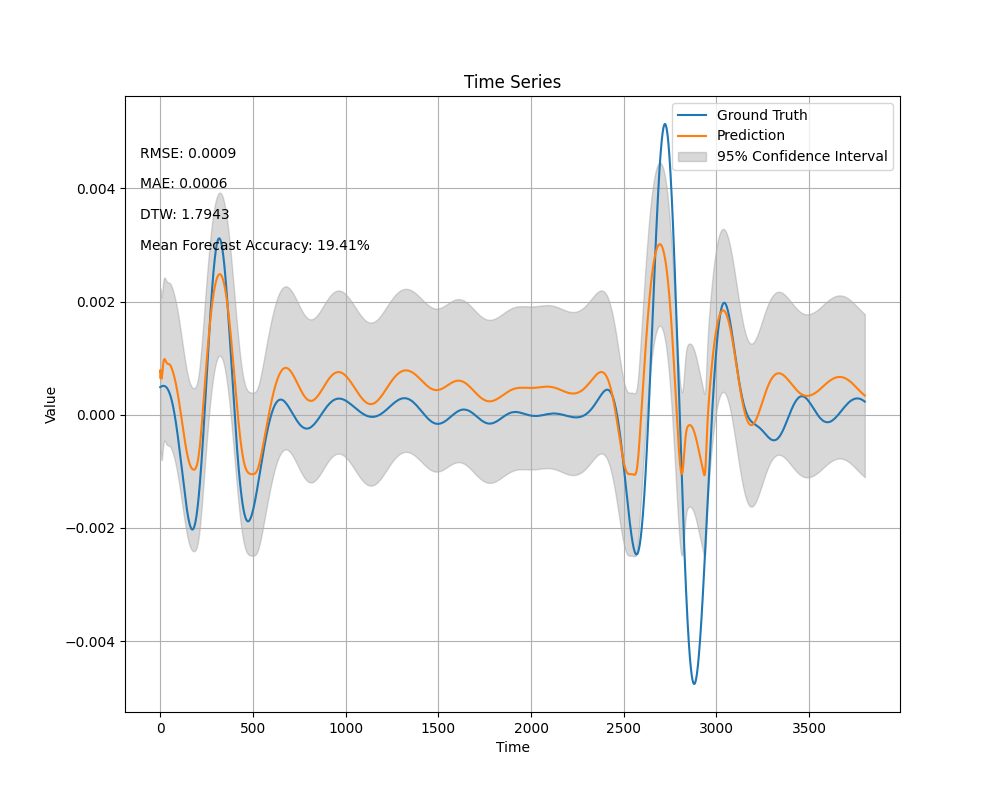 Time Series
Ground Truth
Prediction
95% Confidence Interval
RMSE: 0.0009
MAE: 0.0006
DTW: 1.7943
Mean Forecast Accuracy: 19.41%
Value
0.004
0.002
0.000
−0.002
−0.004
0 500 1000 1500 2000 2500 3000 3500
Time